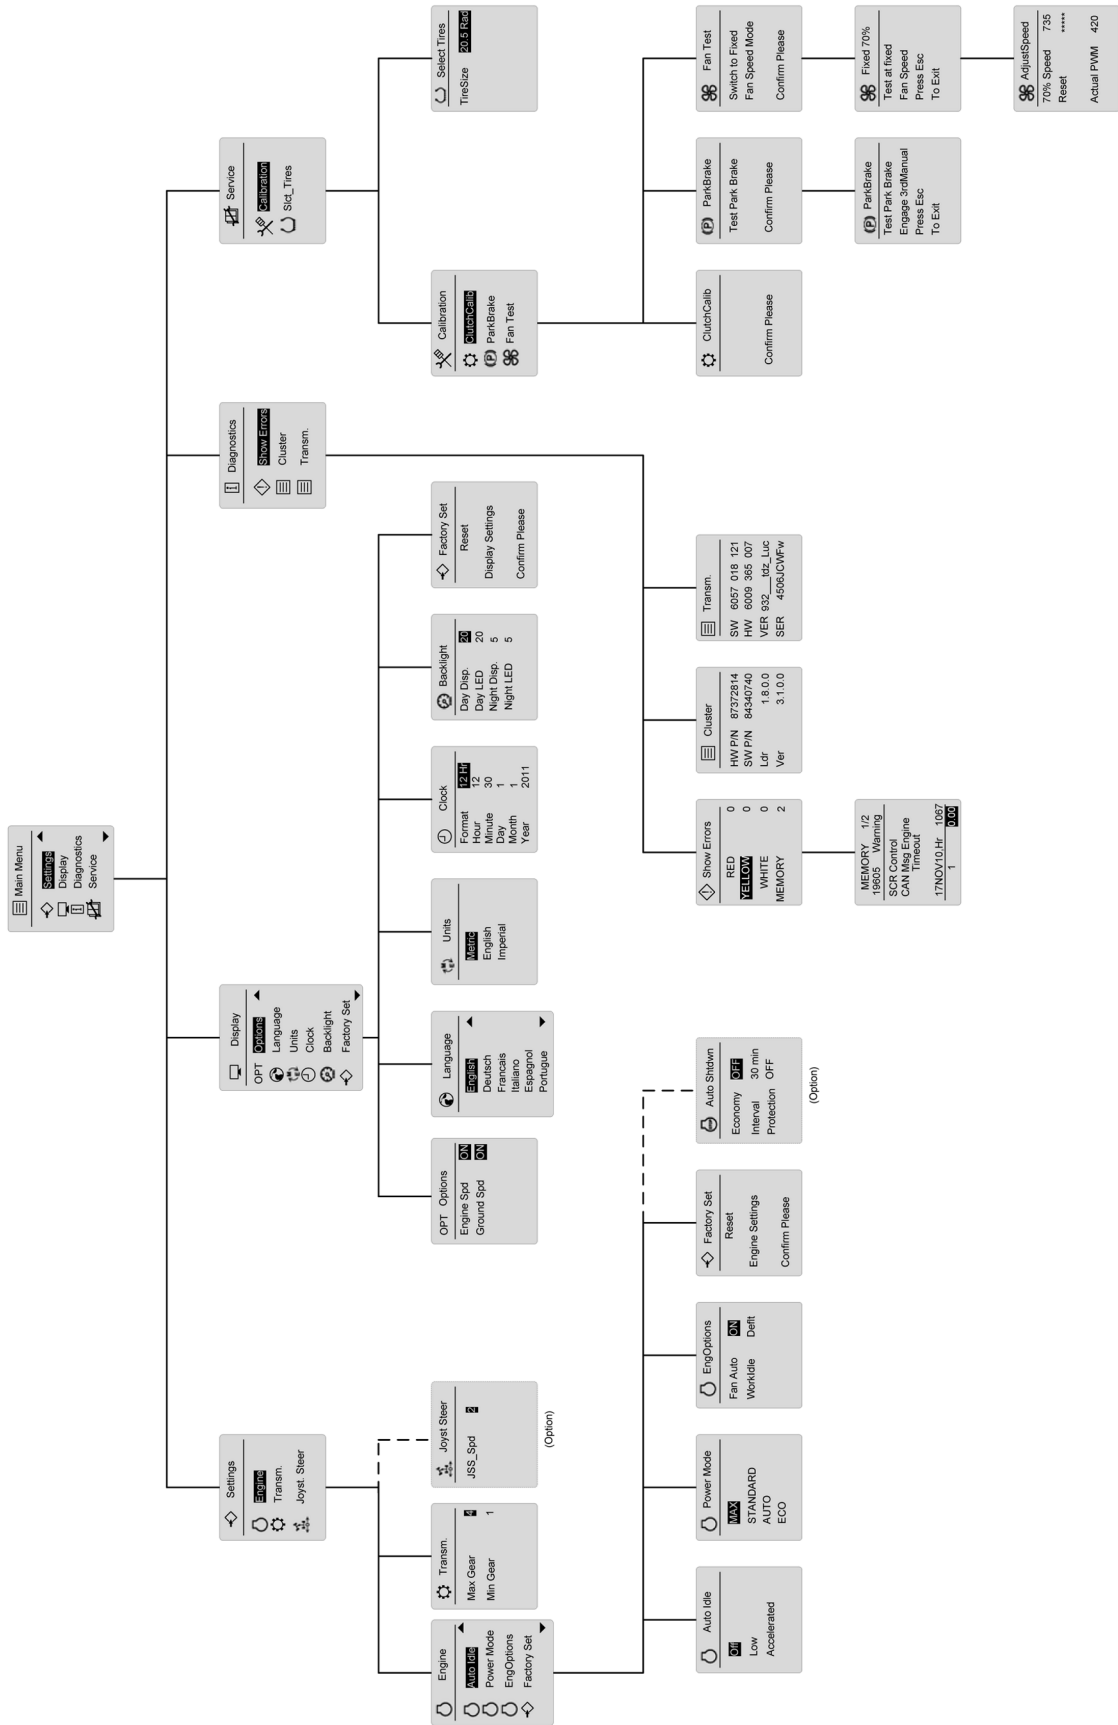 Main Menu
Settings
Display
Diagnostics
Service
Settings
Engine
Transm.
Joyst. Steer
Display
OPT Options
Language
Units
Clock
Backlight
Factory Set
Diagnostics
Show Errors
Cluster
Transm.
Service
Calibration
Slct_Tires
Engine
Auto Idle
Power Mode
EngOptions
Factory Set
Transm.
Max Gear 4
Min Gear 1
Joyst Steer
JSS_Spd 2
(Option)
OPT Options
Engine Spd ON
Ground Spd ON
Language
English
Deutsch
Francais
Italiano
Espagnol
Portugue
Units
Metric
English
Imperial
Clock
Format 12 Hr
Hour 12
Minute 30
Day 1
Month 1
Year 2011
Backlight
Day Disp. 20
Day LED 20
Night Disp. 5
Night LED 5
Factory Set
Reset
Display Settings
Confirm Please
Calibration
ClutchCalib
(P) ParkBrake
Fan Test
Select Tires
TireSize 20.5 Rad
Auto Idle
Off
Low
Accelerated
Power Mode
MAX
STANDARD
AUTO
ECO
EngOptions
Fan Auto ON
WorkIdle Deflt
Factory Set
Reset
Engine Settings
Confirm Please
Auto Shtdwn
Economy OFF
Interval 30 min
Protection OFF
(Option)
Show Errors
RED 0
YELLOW 0
WHITE 0
MEMORY 2
Cluster
HW P/N 87372814
SW P/N 84340740
Ldr 1.8.0.0
Ver 3.1.0.0
Transm.
SW 6057 018 121
HW 6009 365 007
VER 932___tdz_Luc
SER 4506JCWFw
ClutchCalib
Confirm Please
(P) ParkBrake
Test Park Brake
Confirm Please
Fan Test
Switch to Fixed
Fan Speed Mode
Confirm Please
MEMORY 1/2
19605 Warning
SCR Control
CAN Msg Engine
Timeout
17NOV10,Hr 1067
1 0.00
(P) ParkBrake
Test Park Brake
Engage 3rdManual
Press Esc
To Exit
Fixed 70%
Test at fixed
Fan Speed
Press Esc
To Exit
AdjustSpeed
70% Speed 735
Reset *****
Actual PWM 420